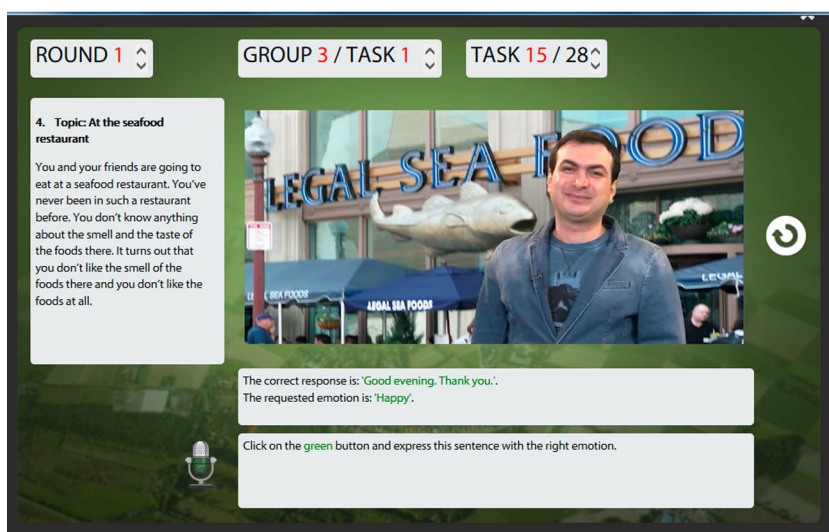 ROUND 1
GROUP 3 / TASK 1
TASK 15 / 28
4. Topic: At the seafood
restaurant
You and your friends are going
to eat at a seafood restaurant. You've
never been in such a restaurant
before. You don't know anything
about the smell and the taste of
the foods there. It turns out that
you don't like the smell of the
foods there and you don't like the
foods at all.
LEGAL SEA FOOD
LEGAL SEA FOODS
LEGAL SEA FOODS
LEGAL
The correct response is: 'Good evening. Thank you.'.
The requested emotion is: 'Happy'.
Click on the green button and express this sentence with the right emotion.